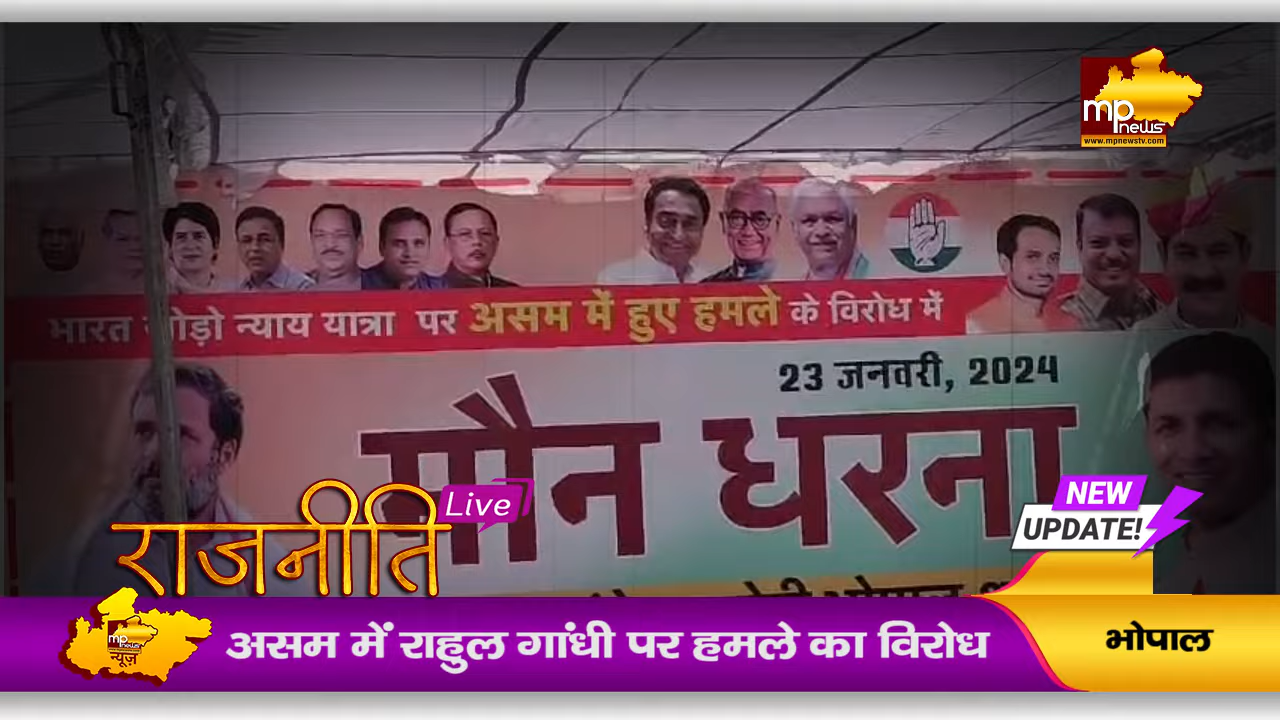 mp
news
www.mpnewstv.com
भारत जोड़ो न्याय यात्रा पर असम में हुए हमले के विरोध में
23 जनवरी, 2024
मौन धरना
राजनीति
Live
NEW
UPDATE!
mp
news
न्यूज़
असम में राहुल गांधी पर हमले का विरोध
भोपाल